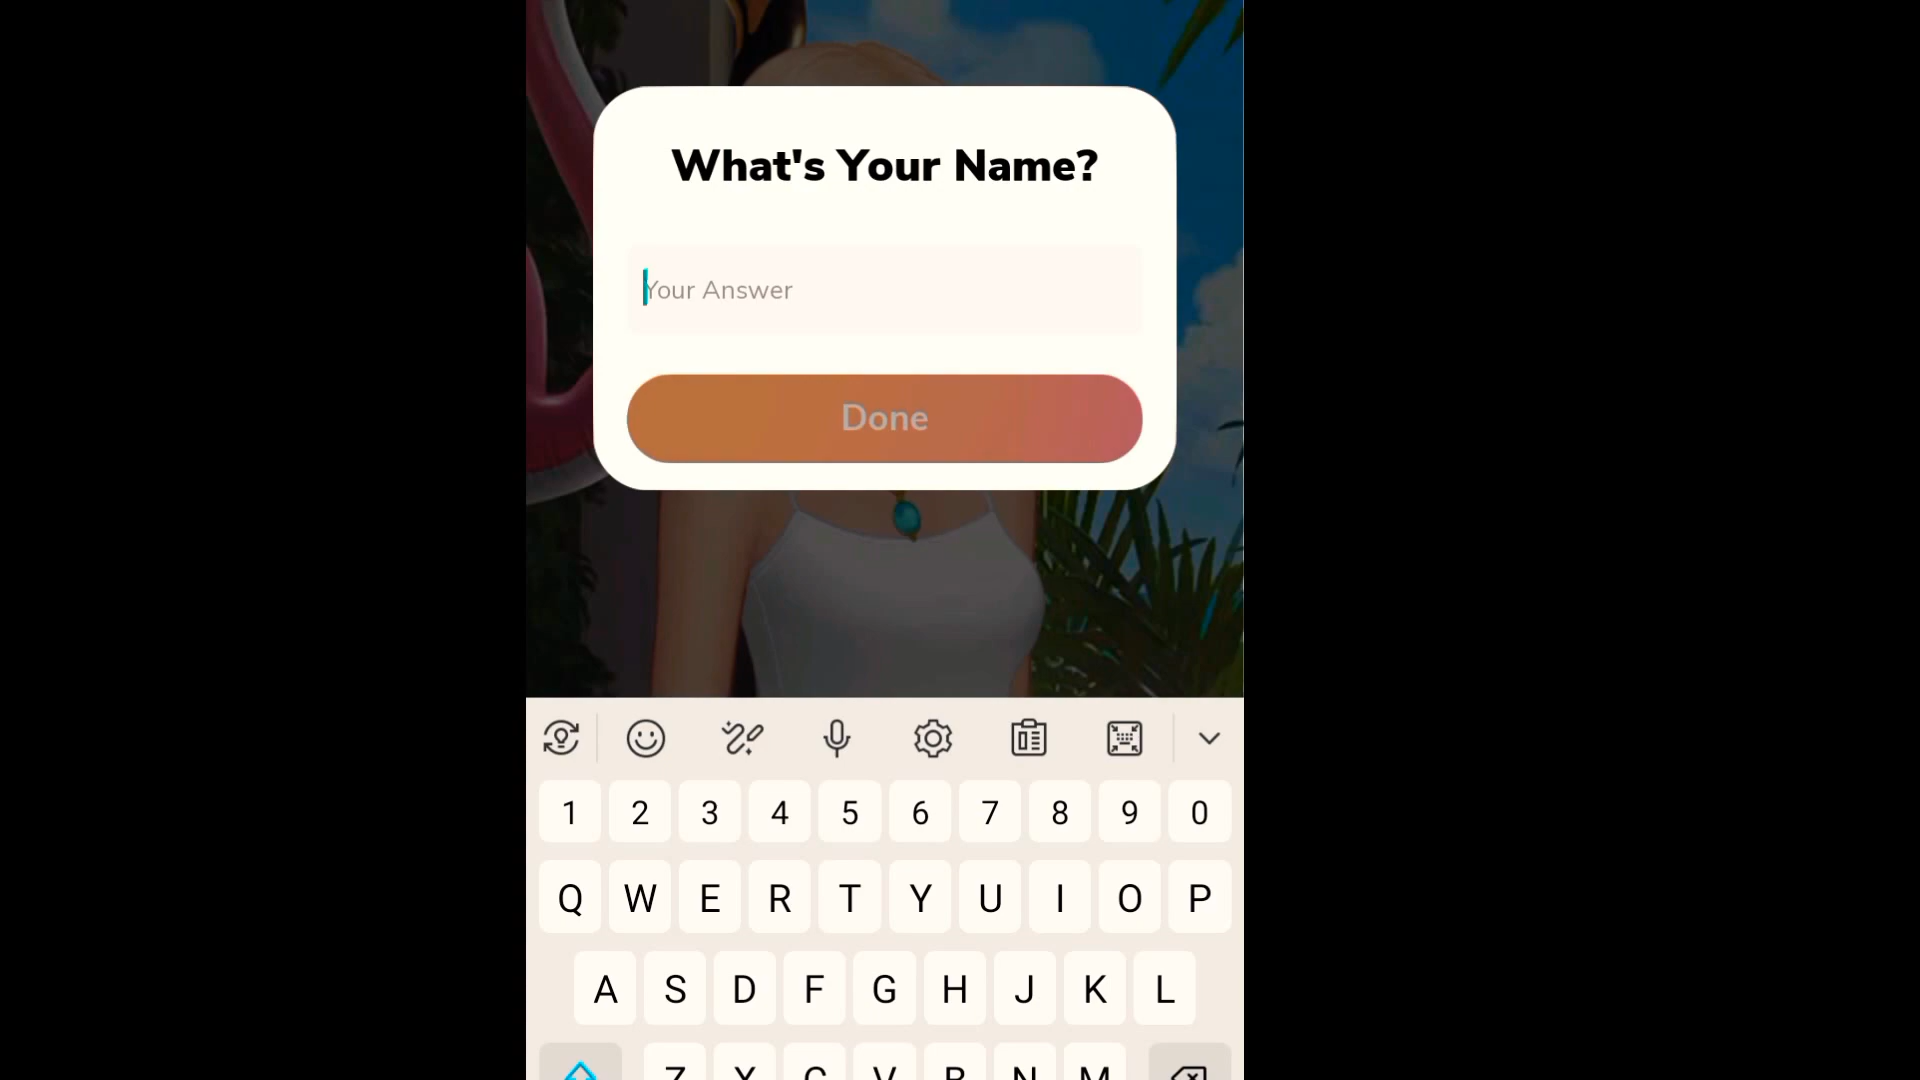 What's Your Name?
Your Answer
Done
1 2 3 4 5 6 7 8 9 0
Q W E R T Y U I O P
A S D F G H J K L
Z X C V B N M